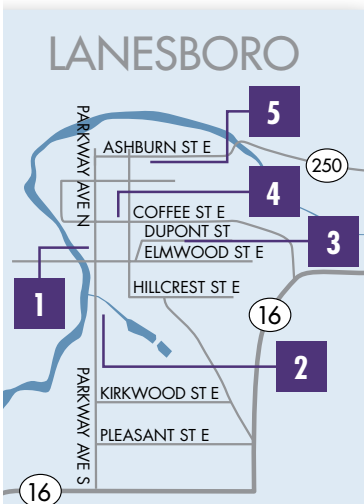 LANESBORO
5
PARKWAY AVE N
ASHBURN ST E
250
4
COFFEE ST E
DUPONT ST
3
ELMWOOD ST E
1
HILLCREST ST E
16
2
PARKWAY AVE S
KIRKWOOD ST E
PLEASANT ST E
16